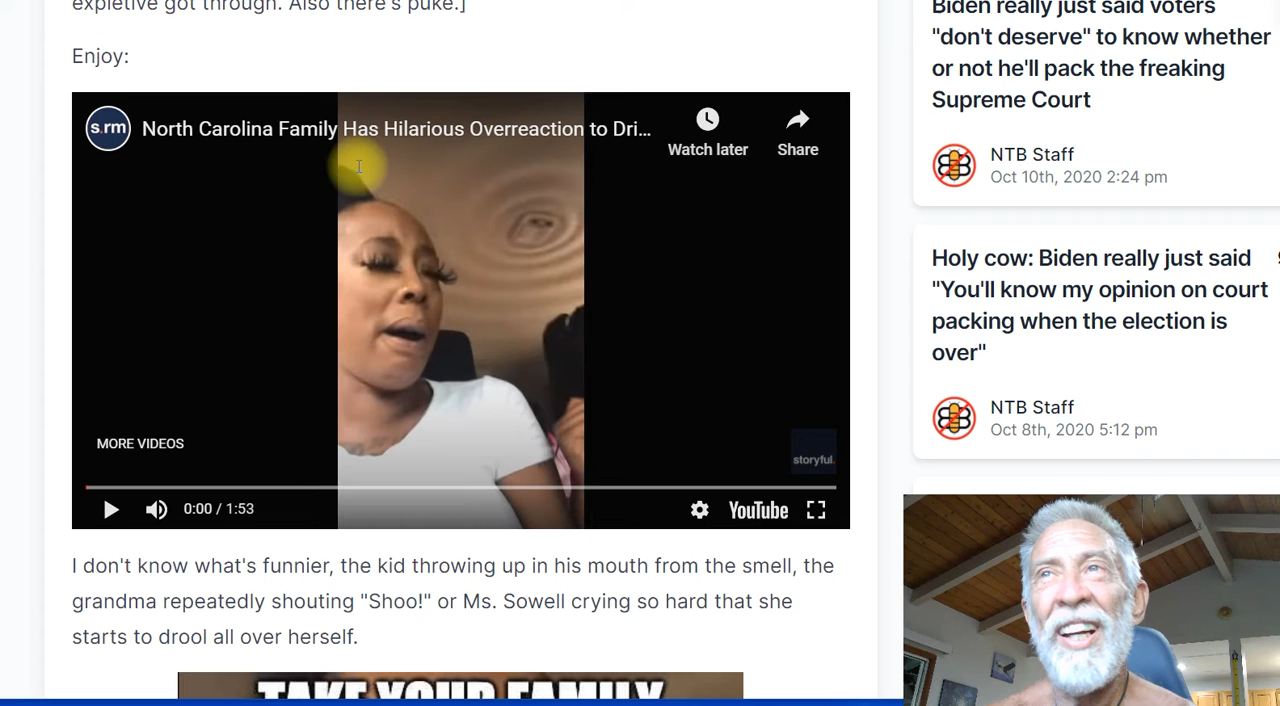 expletive got through. Also there's puke.]
Enjoy:
s.rm
North Carolina Family Has Hilarious Overreaction to Dri...
Watch later
Share
MORE VIDEOS
storyful.
0:00 / 1:53
YouTube
I don't know what's funnier, the kid throwing up in his mouth from the smell, the
grandma repeatedly shouting "Shoo!" or Ms. Sowell crying so hard that she
starts to drool all over herself.
TAKE YOUR FAMILY
Biden really just said voters
"don't deserve" to know whether
or not he'll pack the freaking
Supreme Court
NTB Staff
Oct 10th, 2020 2:24 pm
Holy cow: Biden really just said
"You'll know my opinion on court
packing when the election is
over"
NTB Staff
Oct 8th, 2020 5:12 pm